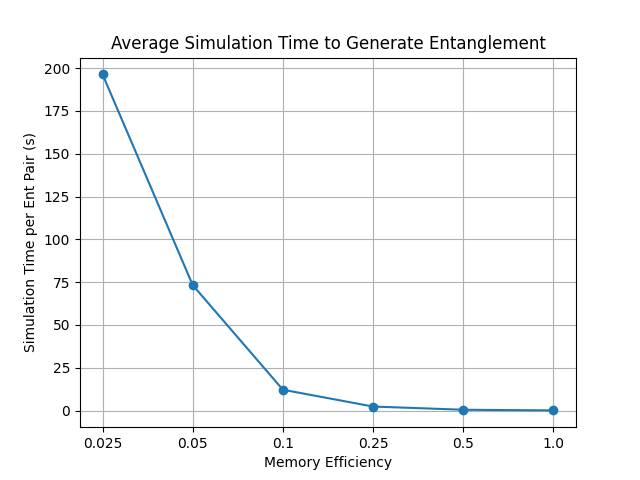 Average Simulation Time to Generate Entanglement
Simulation Time per Ent Pair (s)
200
175
150
125
100
75
50
25
0
0.025 0.05 0.1 0.25 0.5 1.0
Memory Efficiency